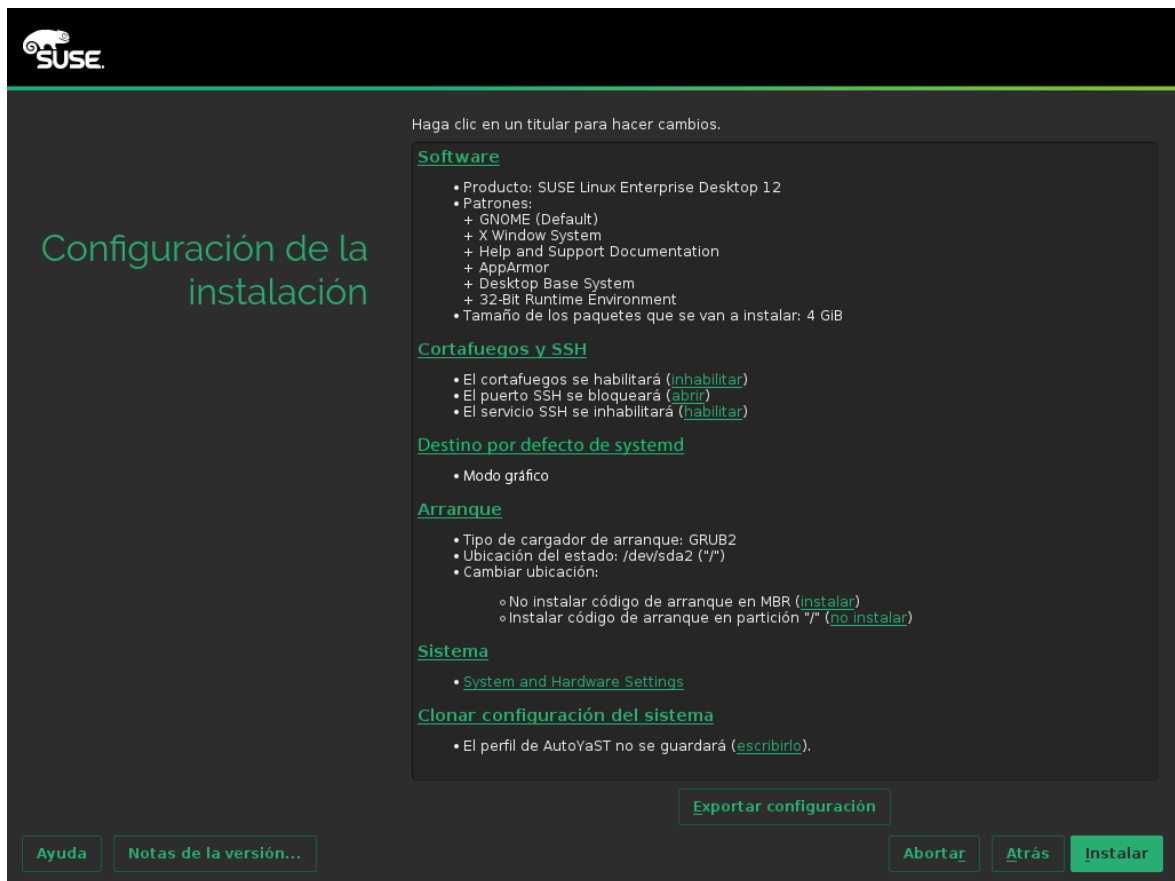 SUSE.
Haga clic en un titular para hacer cambios.
Configuración de la
instalación
Software
• Producto: SUSE Linux Enterprise Desktop 12
• Patrones:
+ GNOME (Default)
+ X Window System
+ Help and Support Documentation
+ AppArmor
+ Desktop Base System
+ 32-Bit Runtime Environment
• Tamaño de los paquetes que se van a instalar: 4 GiB
Cortafuegos y SSH
• El cortafuegos se habilitará (inhabilitar)
• El puerto SSH se bloqueará (abrir)
• El servicio SSH se inhabilitará (habilitar)
Destino por defecto de systemd
• Modo gráfico
Arranque
• Tipo de cargador de arranque: GRUB2
• Ubicación del estado: /dev/sda2 ("/")
• Cambiar ubicación:
◦ No instalar código de arranque en MBR (instalar)
◦ Instalar código de arranque en partición "/" (no instalar)
Sistema
• System and Hardware Settings
Clonar configuración del sistema
• El perfil de AutoYaST no se guardará (escribirlo).
Exportar configuración
Ayuda Notas de la versión... Abortar Atrás Instalar